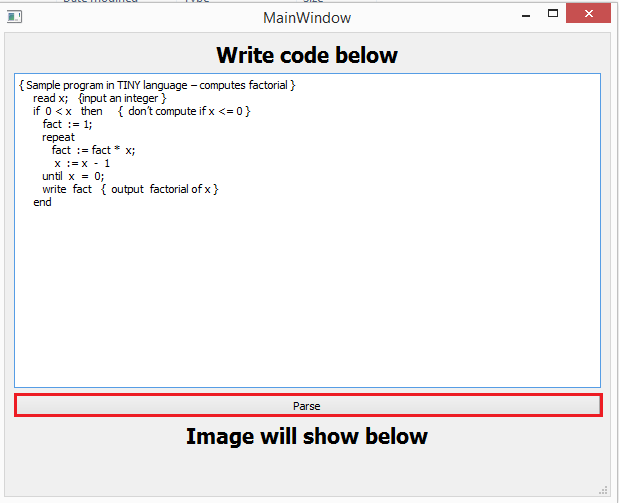 MainWindow
Write code below
{ Sample program in TINY language – computes factorial }
read x; {input an integer }
if 0 < x then { don't compute if x <= 0 }
fact := 1;
repeat
fact := fact * x;
x := x - 1
until x = 0;
write fact { output factorial of x }
end
Parse
Image will show below